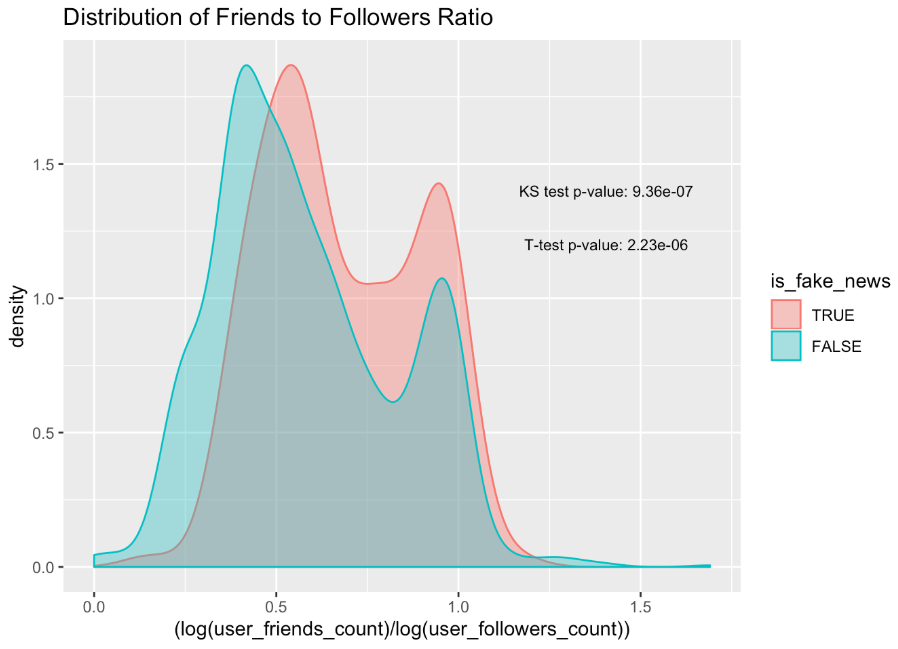 Distribution of Friends to Followers Ratio
KS test p-value: 9.36e-07
T-test p-value: 2.23e-06
density
1.5
1.0
0.5
0.0
0.0 0.5 1.0 1.5
(log(user_friends_count)/log(user_followers_count))
is_fake_news
TRUE
FALSE